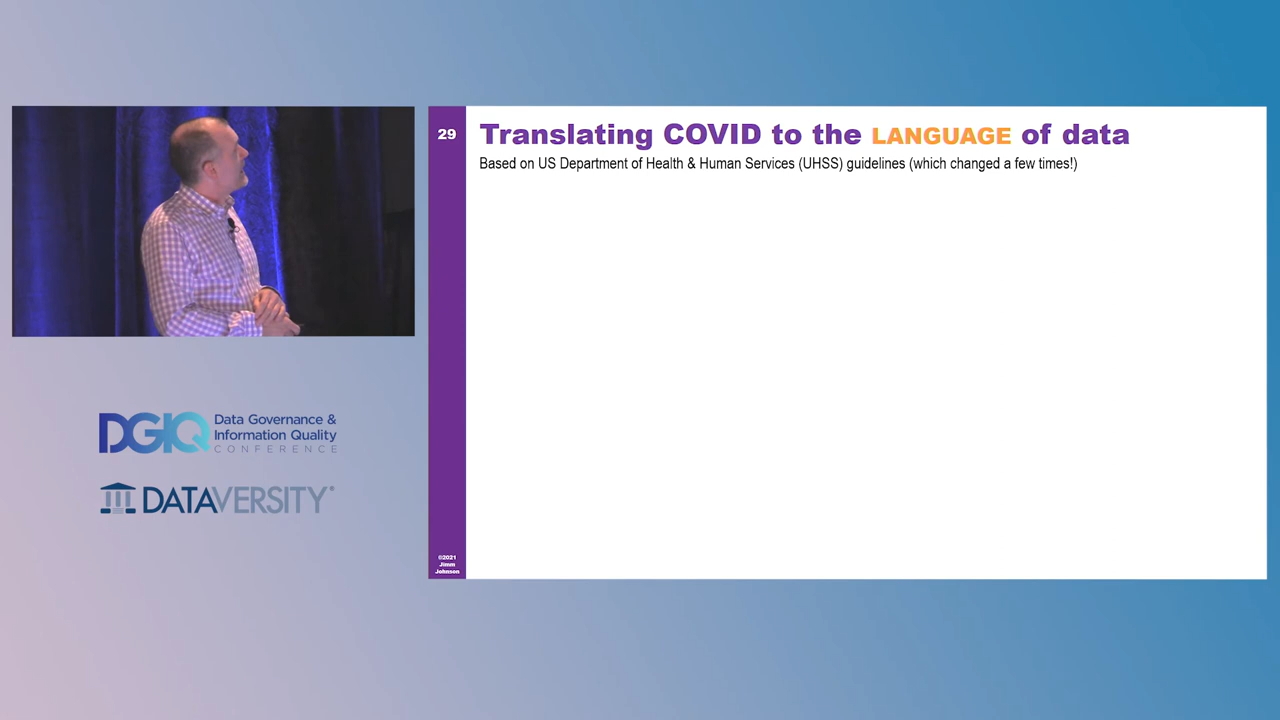 29
Translating COVID to the LANGUAGE of data
Based on US Department of Health & Human Services (UHSS) guidelines (which changed a few times!)
DGIQ
Data Governance &
Information Quality
CONFERENCE
DATAVERSITY
©2021
Jimm
Johnson